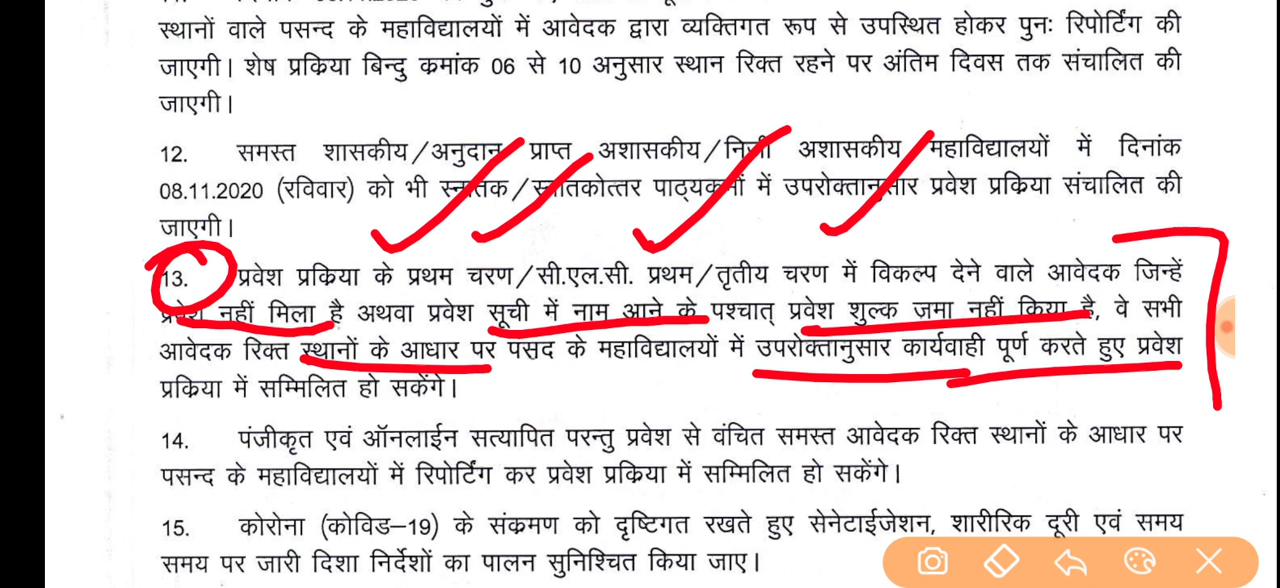 स्थानों वाले पसन्द के महाविद्यालयों में आवेदक द्वारा व्यक्तिगत रूप से उपस्थित होकर पुनः रिपोर्टिंग की
जाएगी। शेष प्रकिया बिन्दु कमांक 06 से 10 अनुसार स्थान रिक्त रहने पर अंतिम दिवस तक संचालित की
जाएगी।
12. समस्त शासकीय/अनुदान प्राप्त अशासकीय/निजी अशासकीय महाविद्यालयों में दिनांक
08.11.2020 (रविवार) को भी स्नातक/स्नातकोत्तर पाठ्यकमों में उपरोक्तानुसार प्रवेश प्रकिया संचालित की
जाएगी।
13. प्रवेश प्रकिया के प्रथम चरण/सी.एल.सी. प्रथम/तृतीय चरण में विकल्प देने वाले आवेदक जिन्हें
प्रवेश नहीं मिला है अथवा प्रवेश सूची में नाम आने के पश्चात् प्रवेश शुल्क जमा नहीं किया है, वे सभी
आवेदक रिक्त स्थानों के आधार पर पसंद के महाविद्यालयों में उपरोक्तानुसार कार्यवाही पूर्ण करते हुए प्रवेश
प्रकिया में सम्मिलित हो सकेंगे।
14. पंजीकृत एवं ऑनलाईन सत्यापित परन्तु प्रवेश से वंचित समस्त आवेदक रिक्त स्थानों के आधार पर
पसन्द के महाविद्यालयों में रिपोर्टिंग कर प्रवेश प्रकिया में सम्मिलित हो सकेंगे।
15. कोरोना (कोविड–19) के संकमण को दृष्टिगत रखते हुए सेनेटाईजेशन, शारीरिक दूरी एवं समय
समय पर जारी दिशा निर्देशों का पालन सुनिश्चित किया जाए।